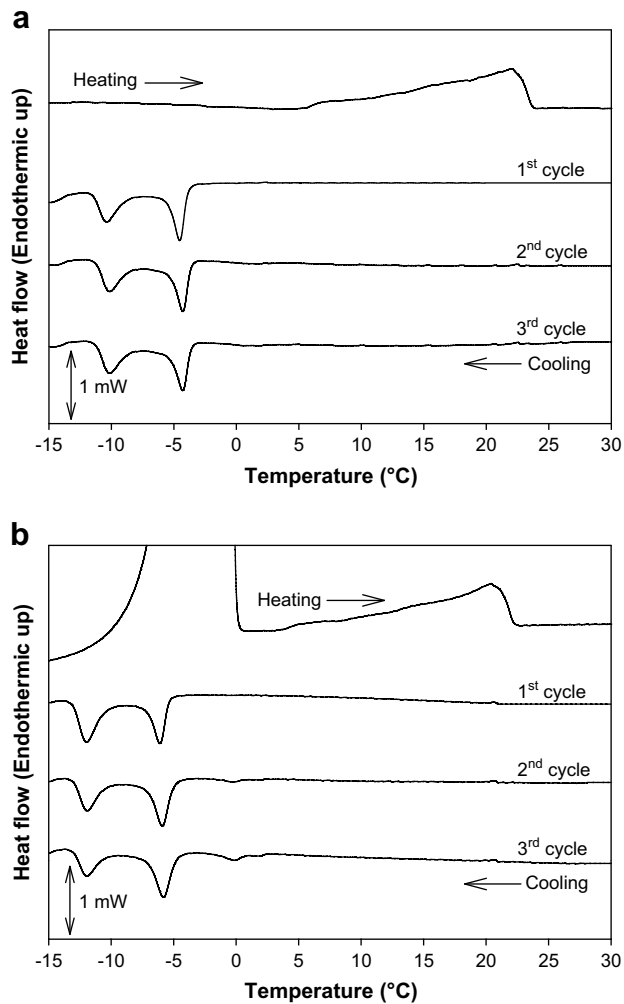 a
Heat flow (Endothermic up)
Heating
1st cycle
2nd cycle
3rd cycle
Cooling
1 mW
-15 -10 -5 0 5 10 15 20 25 30
Temperature (°C)
b
Heat flow (Endothermic up)
Heating
1st cycle
2nd cycle
3rd cycle
Cooling
1 mW
-15 -10 -5 0 5 10 15 20 25 30
Temperature (°C)